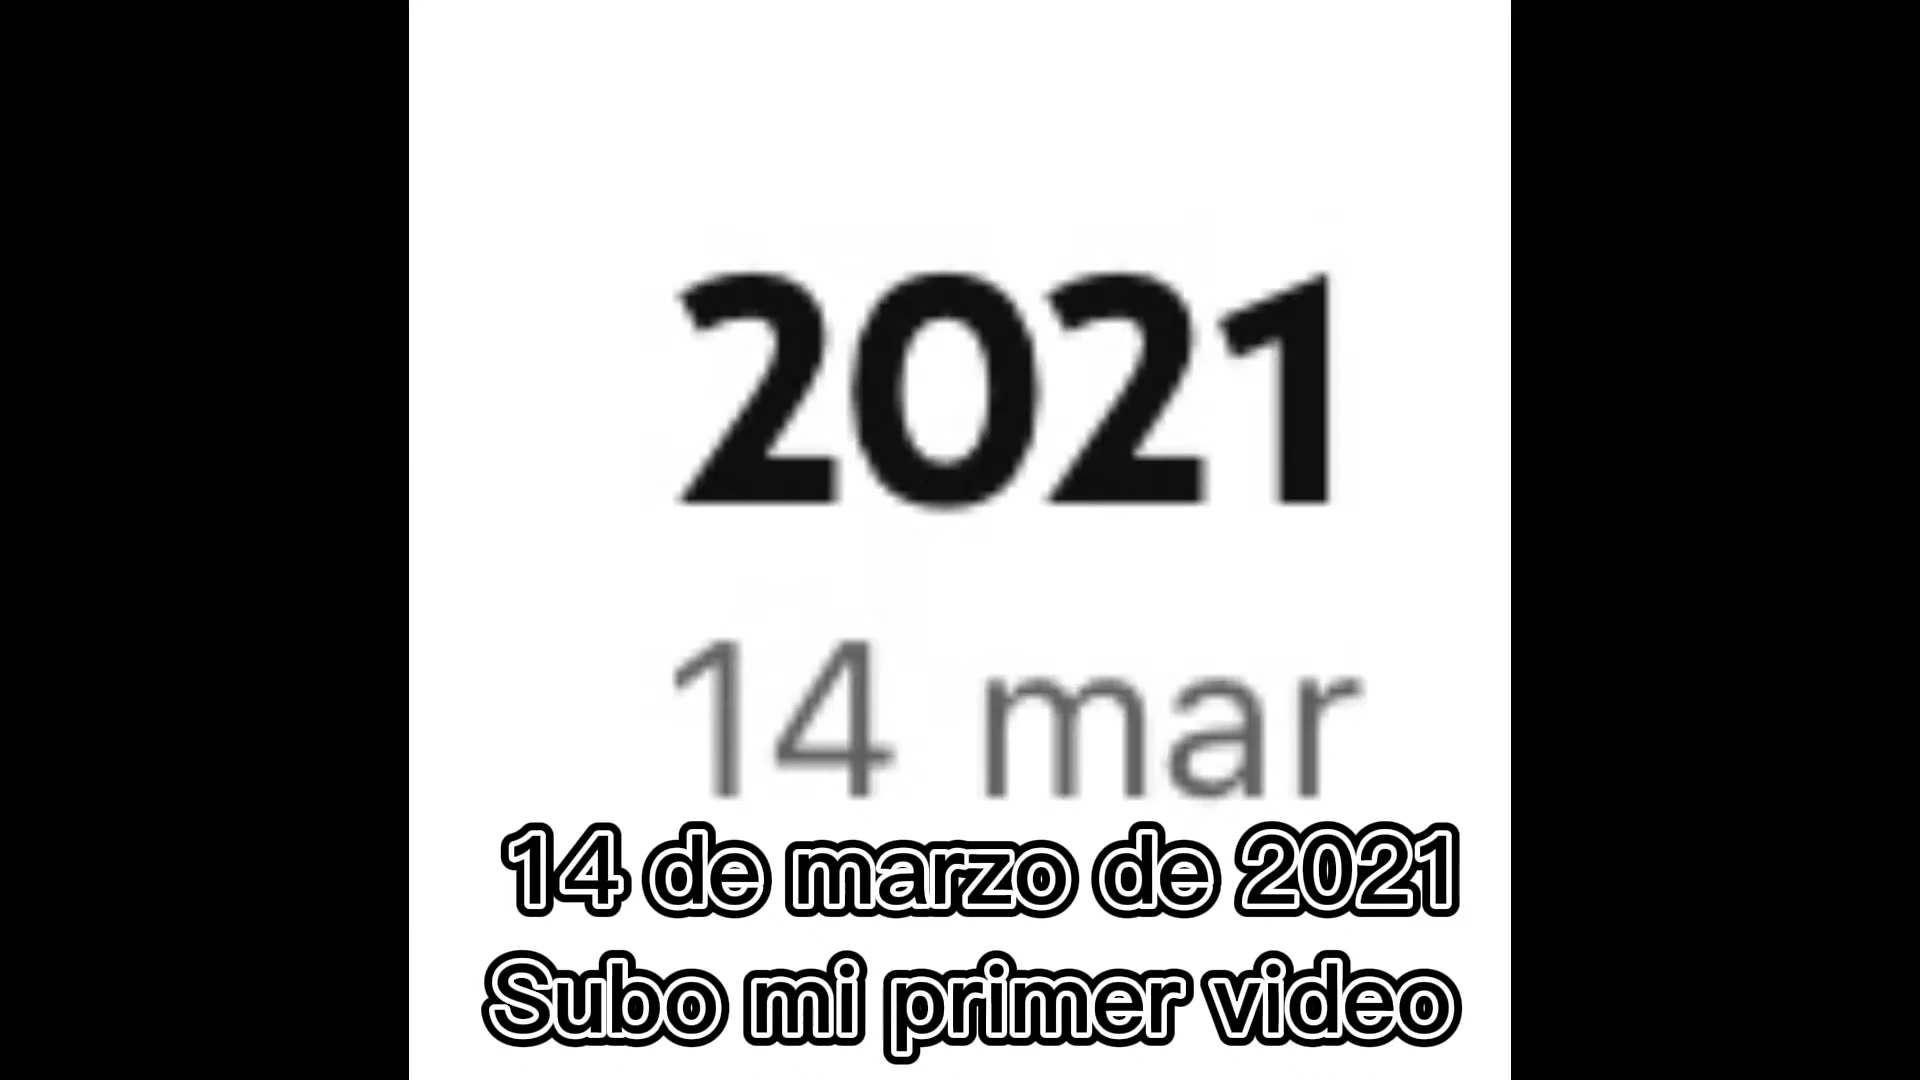 2021
14 mar
14 de marzo de 2021
Subo mi primer video